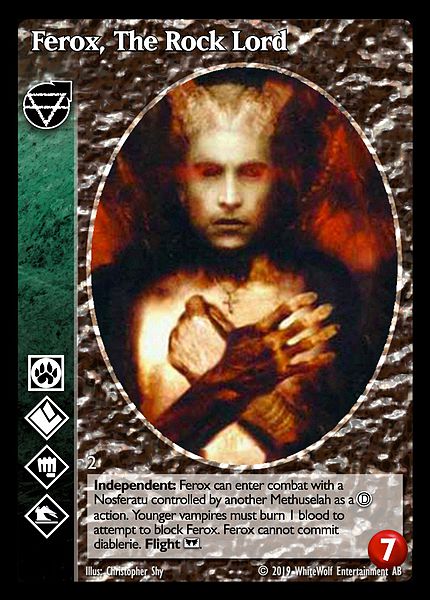 Ferox, The Rock Lord
2
Independent: Ferox can enter combat with a
Nosferatu controlled by another Methuselah as a Ⓓ
action. Younger vampires must burn 1 blood to
attempt to block Ferox. Ferox cannot commit
diablerie. Flight.
7
Illus: Christopher Shy © 2019 WhiteWolf Entertainment AB